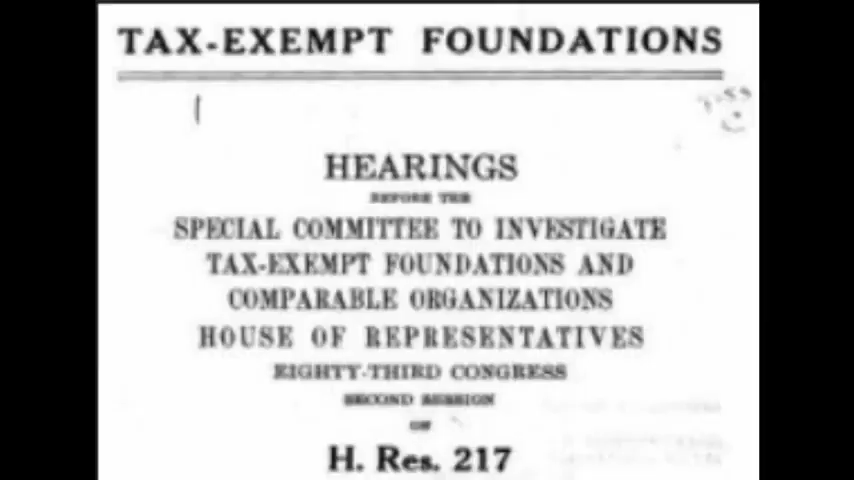 TAX-EXEMPT FOUNDATIONS
HEARINGS
BEFORE THE
SPECIAL COMMITTEE TO INVESTIGATE
TAX-EXEMPT FOUNDATIONS AND
COMPARABLE ORGANIZATIONS
HOUSE OF REPRESENTATIVES
EIGHTY-THIRD CONGRESS
SECOND SESSION
ON
H. Res. 217